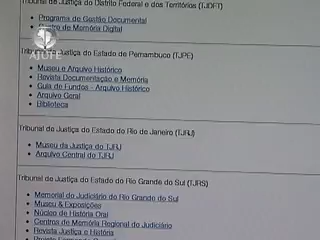 Tribunal de Justiça do Distrito Federal e dos Territórios (TJDFT)
Programa de Gestão Documental
Centro de Memória Digital
AJUFE
Tribunal de Justiça do Estado de Pernambuco (TJPE)
Museu e Arquivo Histórico
Revista Documentação e Memória
Guia de Fundos - Arquivo Histórico
Arquivo Geral
Biblioteca
Tribunal de Justiça do Estado do Rio de Janeiro (TJRJ)
Museu da Justiça do TJRJ
Arquivo Central do TJRJ
Tribunal de Justiça do Estado do Rio Grande do Sul (TJRS)
Memorial do Judiciário do Rio Grande do Sul
Museu & Exposições
Núcleo de História Oral
Centros de Memória Regional do Judiciário
Revista Justiça e História